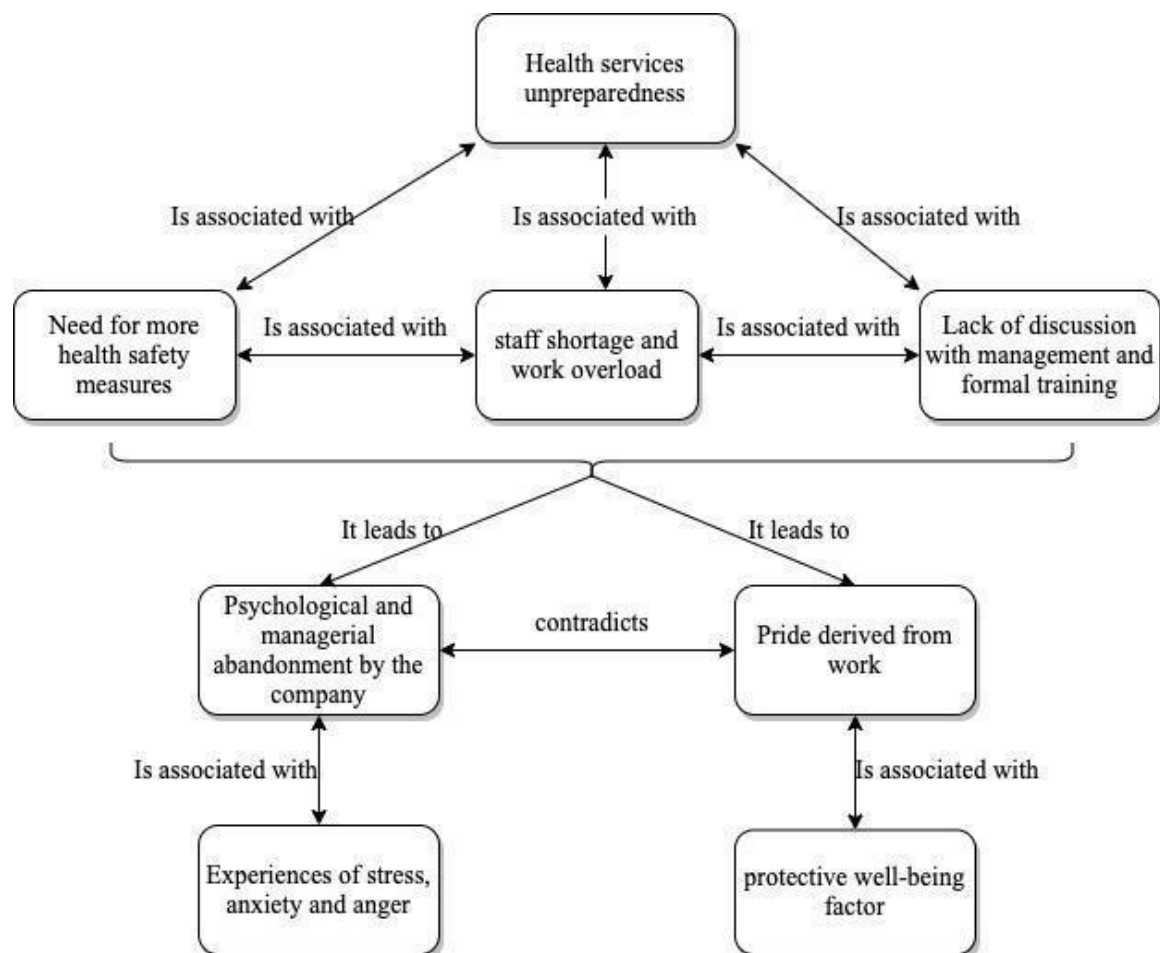 Health services
unpreparedness
Is associated with
Is associated with
Is associated with
Need for more
health safety
measures
Is associated with
staff shortage and
work overload
Is associated with
Lack of discussion
with management and
formal training
It leads to
It leads to
Psychological and
managerial
abandonment by the
company
contradicts
Pride derived from
work
Is associated with
Is associated with
Experiences of stress,
anxiety and anger
protective well-being
factor